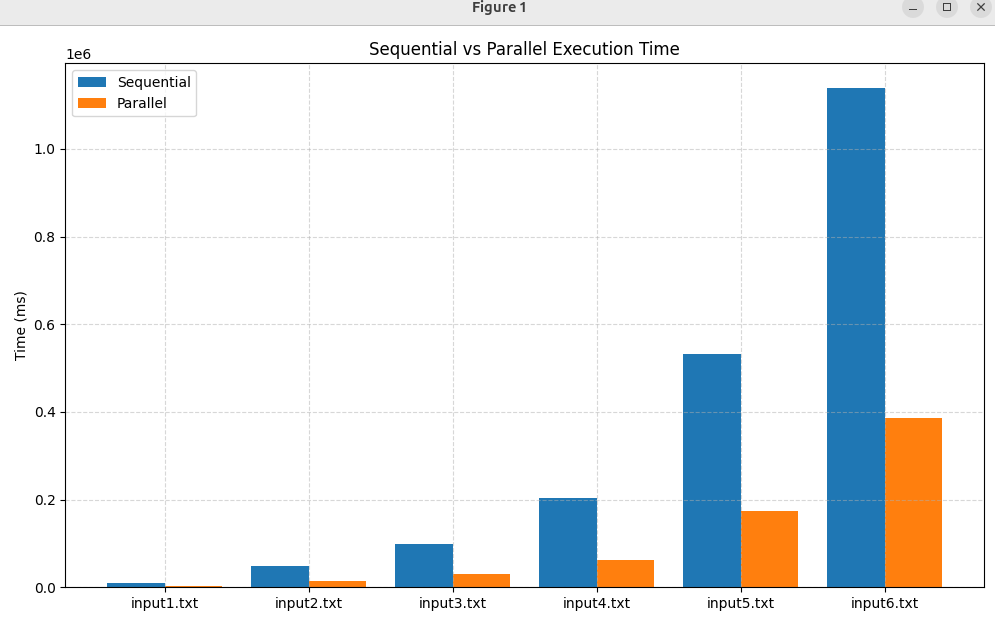 Figure 1
Sequential vs Parallel Execution Time
1e6
Sequential
Parallel
1.0
0.8
0.6
0.4
0.2
0.0
Time (ms)
input1.txt input2.txt input3.txt input4.txt input5.txt input6.txt